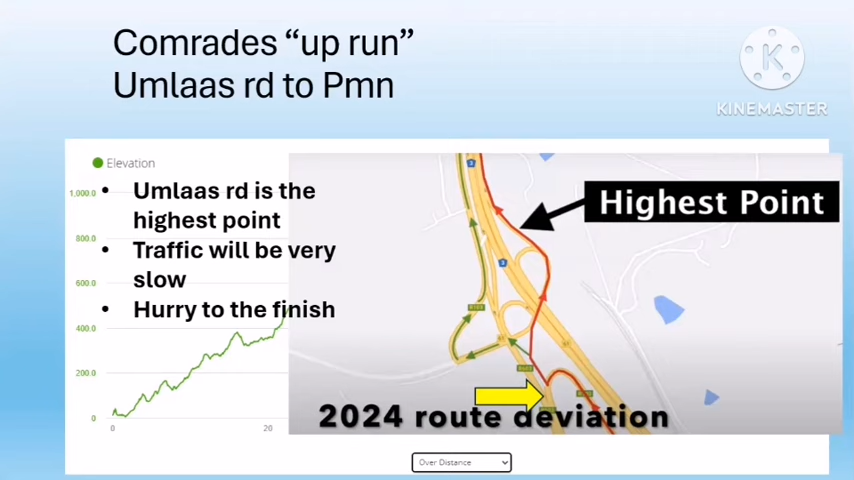 Comrades “up run”
Umlaas rd to Pmn
K
KINEMASTER
Elevation
1,000.0
800.0
600.0
400.0
200.0
0
0
20
• Umlaas rd is the
highest point
• Traffic will be very
slow
• Hurry to the finish
Highest Point
2024 route deviation
Over Distance